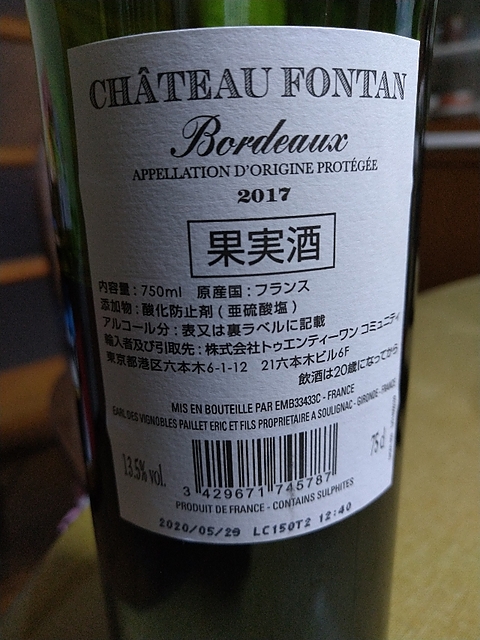 CHÂTEAU FONTAN
Bordeaux
APPELLATION D'ORIGINE PROTÉGÉE
2017
果実酒
内容量：750ml 原産国：フランス
添加物：酸化防止剤（亜硫酸塩）
アルコール分：表又は裏ラベルに記載
輸入者及び引取先：株式会社トゥエンティーワン コミュニティ
東京都港区六本木6-1-12 21六本木ビル6F
飲酒は20歳になってから
MIS EN BOUTEILLE PAR EMB33433C - FRANCE
EARL DES VIGNOBLES PAILLET ERIC ET FILS PROPRIETAIRE A SOULIGNAC - GIRONDE - FRANCE
13.5% vol.
75 cl
3 429671 745787
PRODUIT DE FRANCE - CONTAINS SULPHITES
2020/05/29 LC150T2 12:40